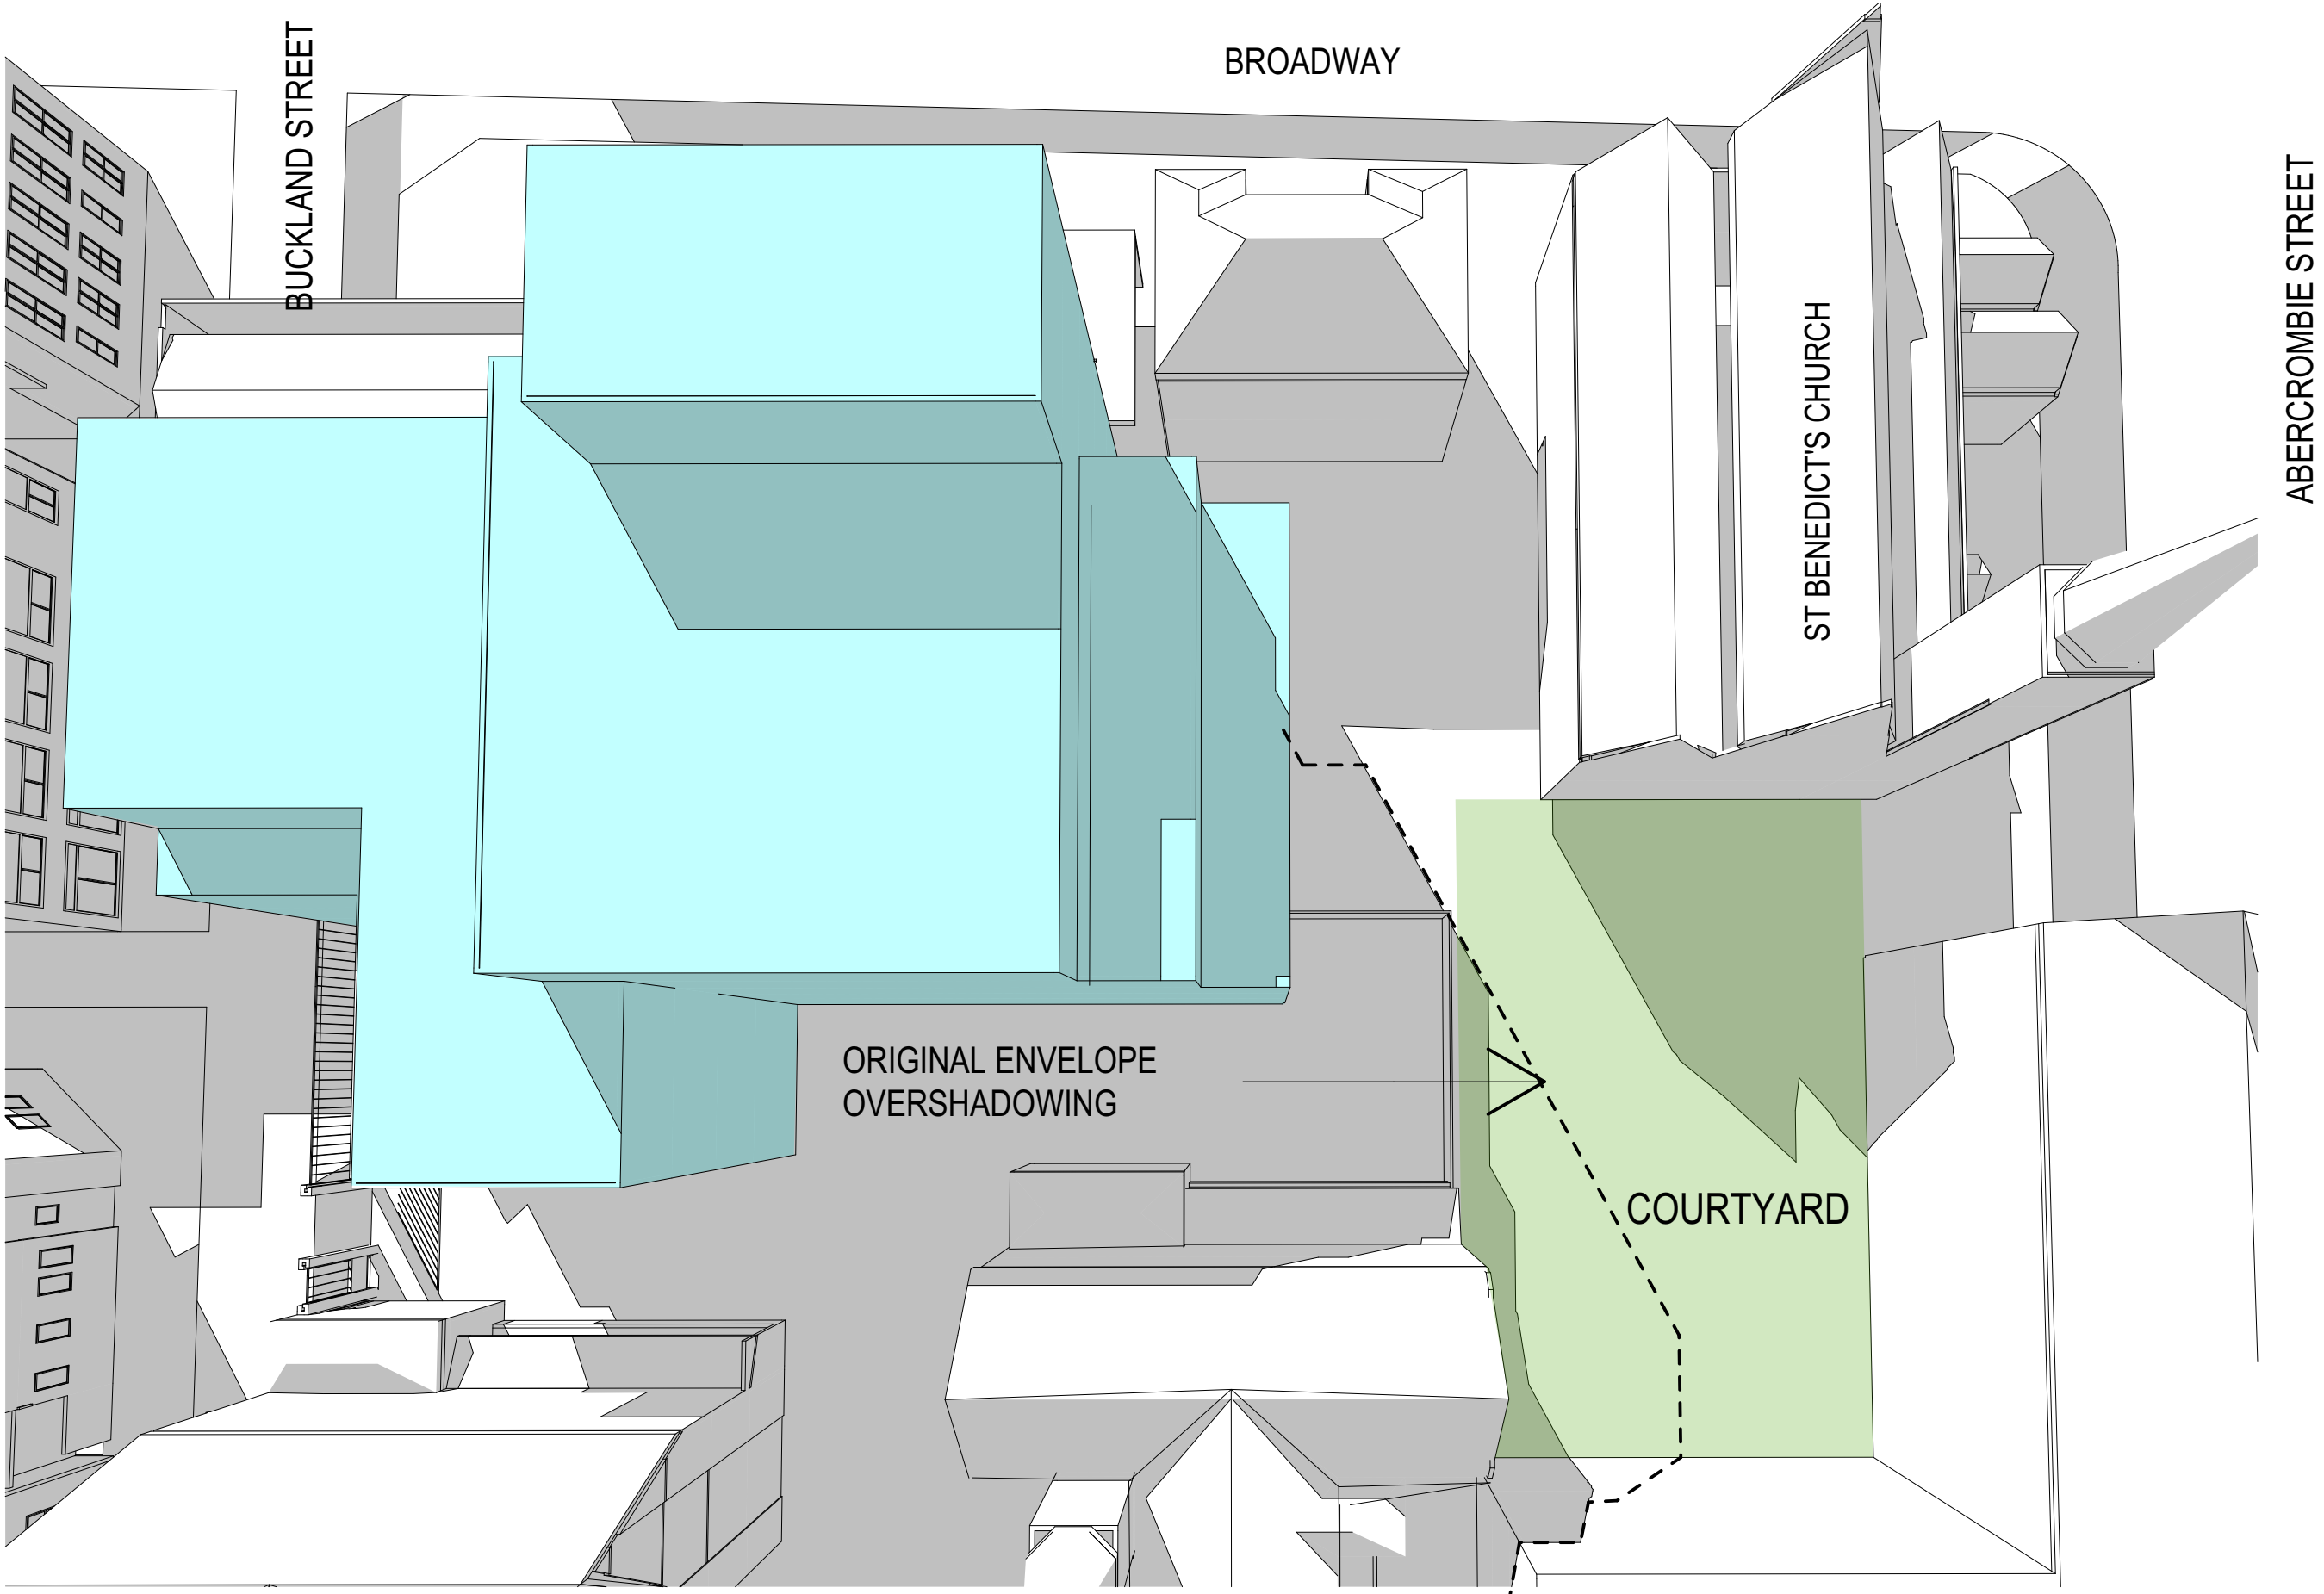 BUCKLAND STREET
BROADWAY
ABERCROMBIE STREET
ST BENEDICT'S CHURCH
ORIGINAL ENVELOPE
OVERSHADOWING
COURTYARD